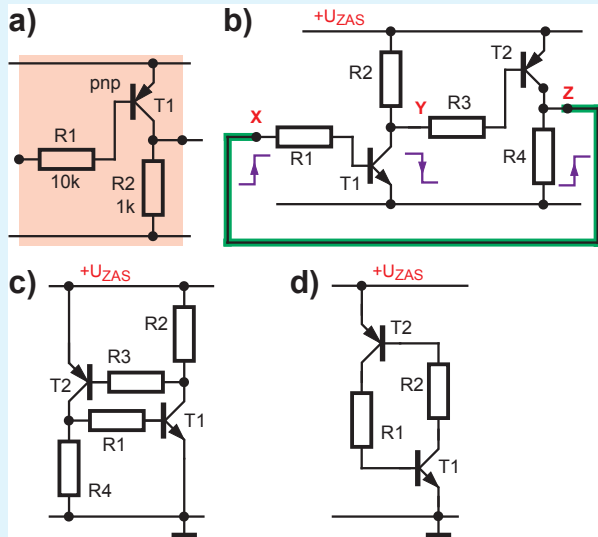 a)
pnp
T1
R1
10k
R2
1k
b)
+UZAS
R2
T2
X
Y
R3
Z
R1
T1
R4
c)
+UZAS
R2
R3
T2
R1
T1
R4
d)
+UZAS
T2
R2
R1
T1